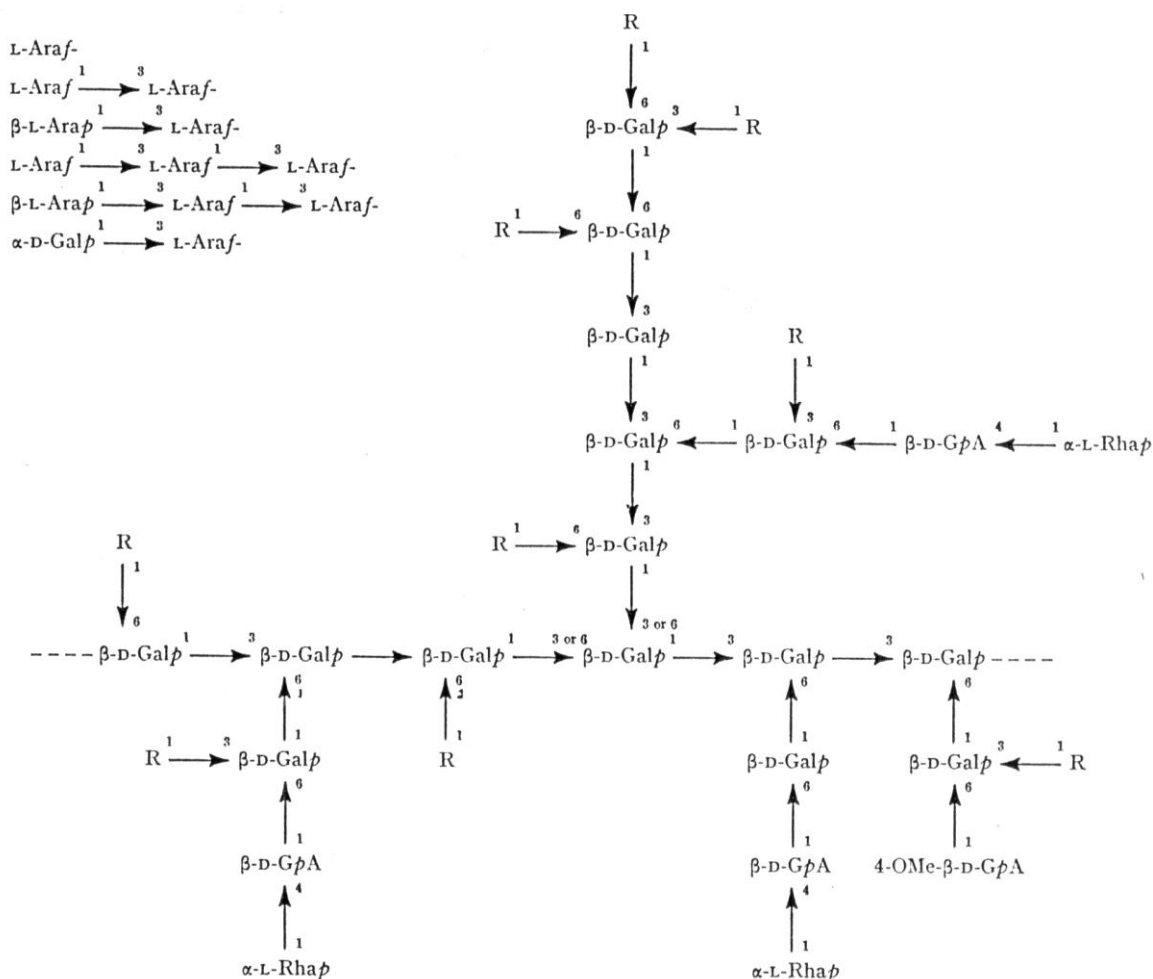 R
1
L-Araf-
L-Araf 1 3 L-Araf-
6 3 1
β-D-Galp R
β-L-Arap 1 3 L-Araf-
1
L-Araf 1 3 L-Araf 1 3 L-Araf-
β-L-Arap 1 3 L-Araf 1 3 L-Araf-
6
R 1 6 β-D-Galp
α-D-Galp 1 3 L-Araf-
1
3
β-D-Galp R
1 1
3 6 1 3 6 1 4 1
β-D-Galp β-D-Galp β-D-GpA α-L-Rhap
1
3
R 1 6 β-D-Galp
R
1 1
6 3 or 6
β-D-Galp 1 3 β-D-Galp β-D-Galp 1 3 or 6 β-D-Galp 1 3 β-D-Galp 3 β-D-Galp
6 6 6 6
1 1 1 1
R 1 3 β-D-Galp R β-D-Galp β-D-Galp 3 1 R
6 6 6
1 1 1
β-D-GpA β-D-GpA 4-OMe-β-D-GpA
4 4
1 1
α-L-Rhap α-L-Rhap